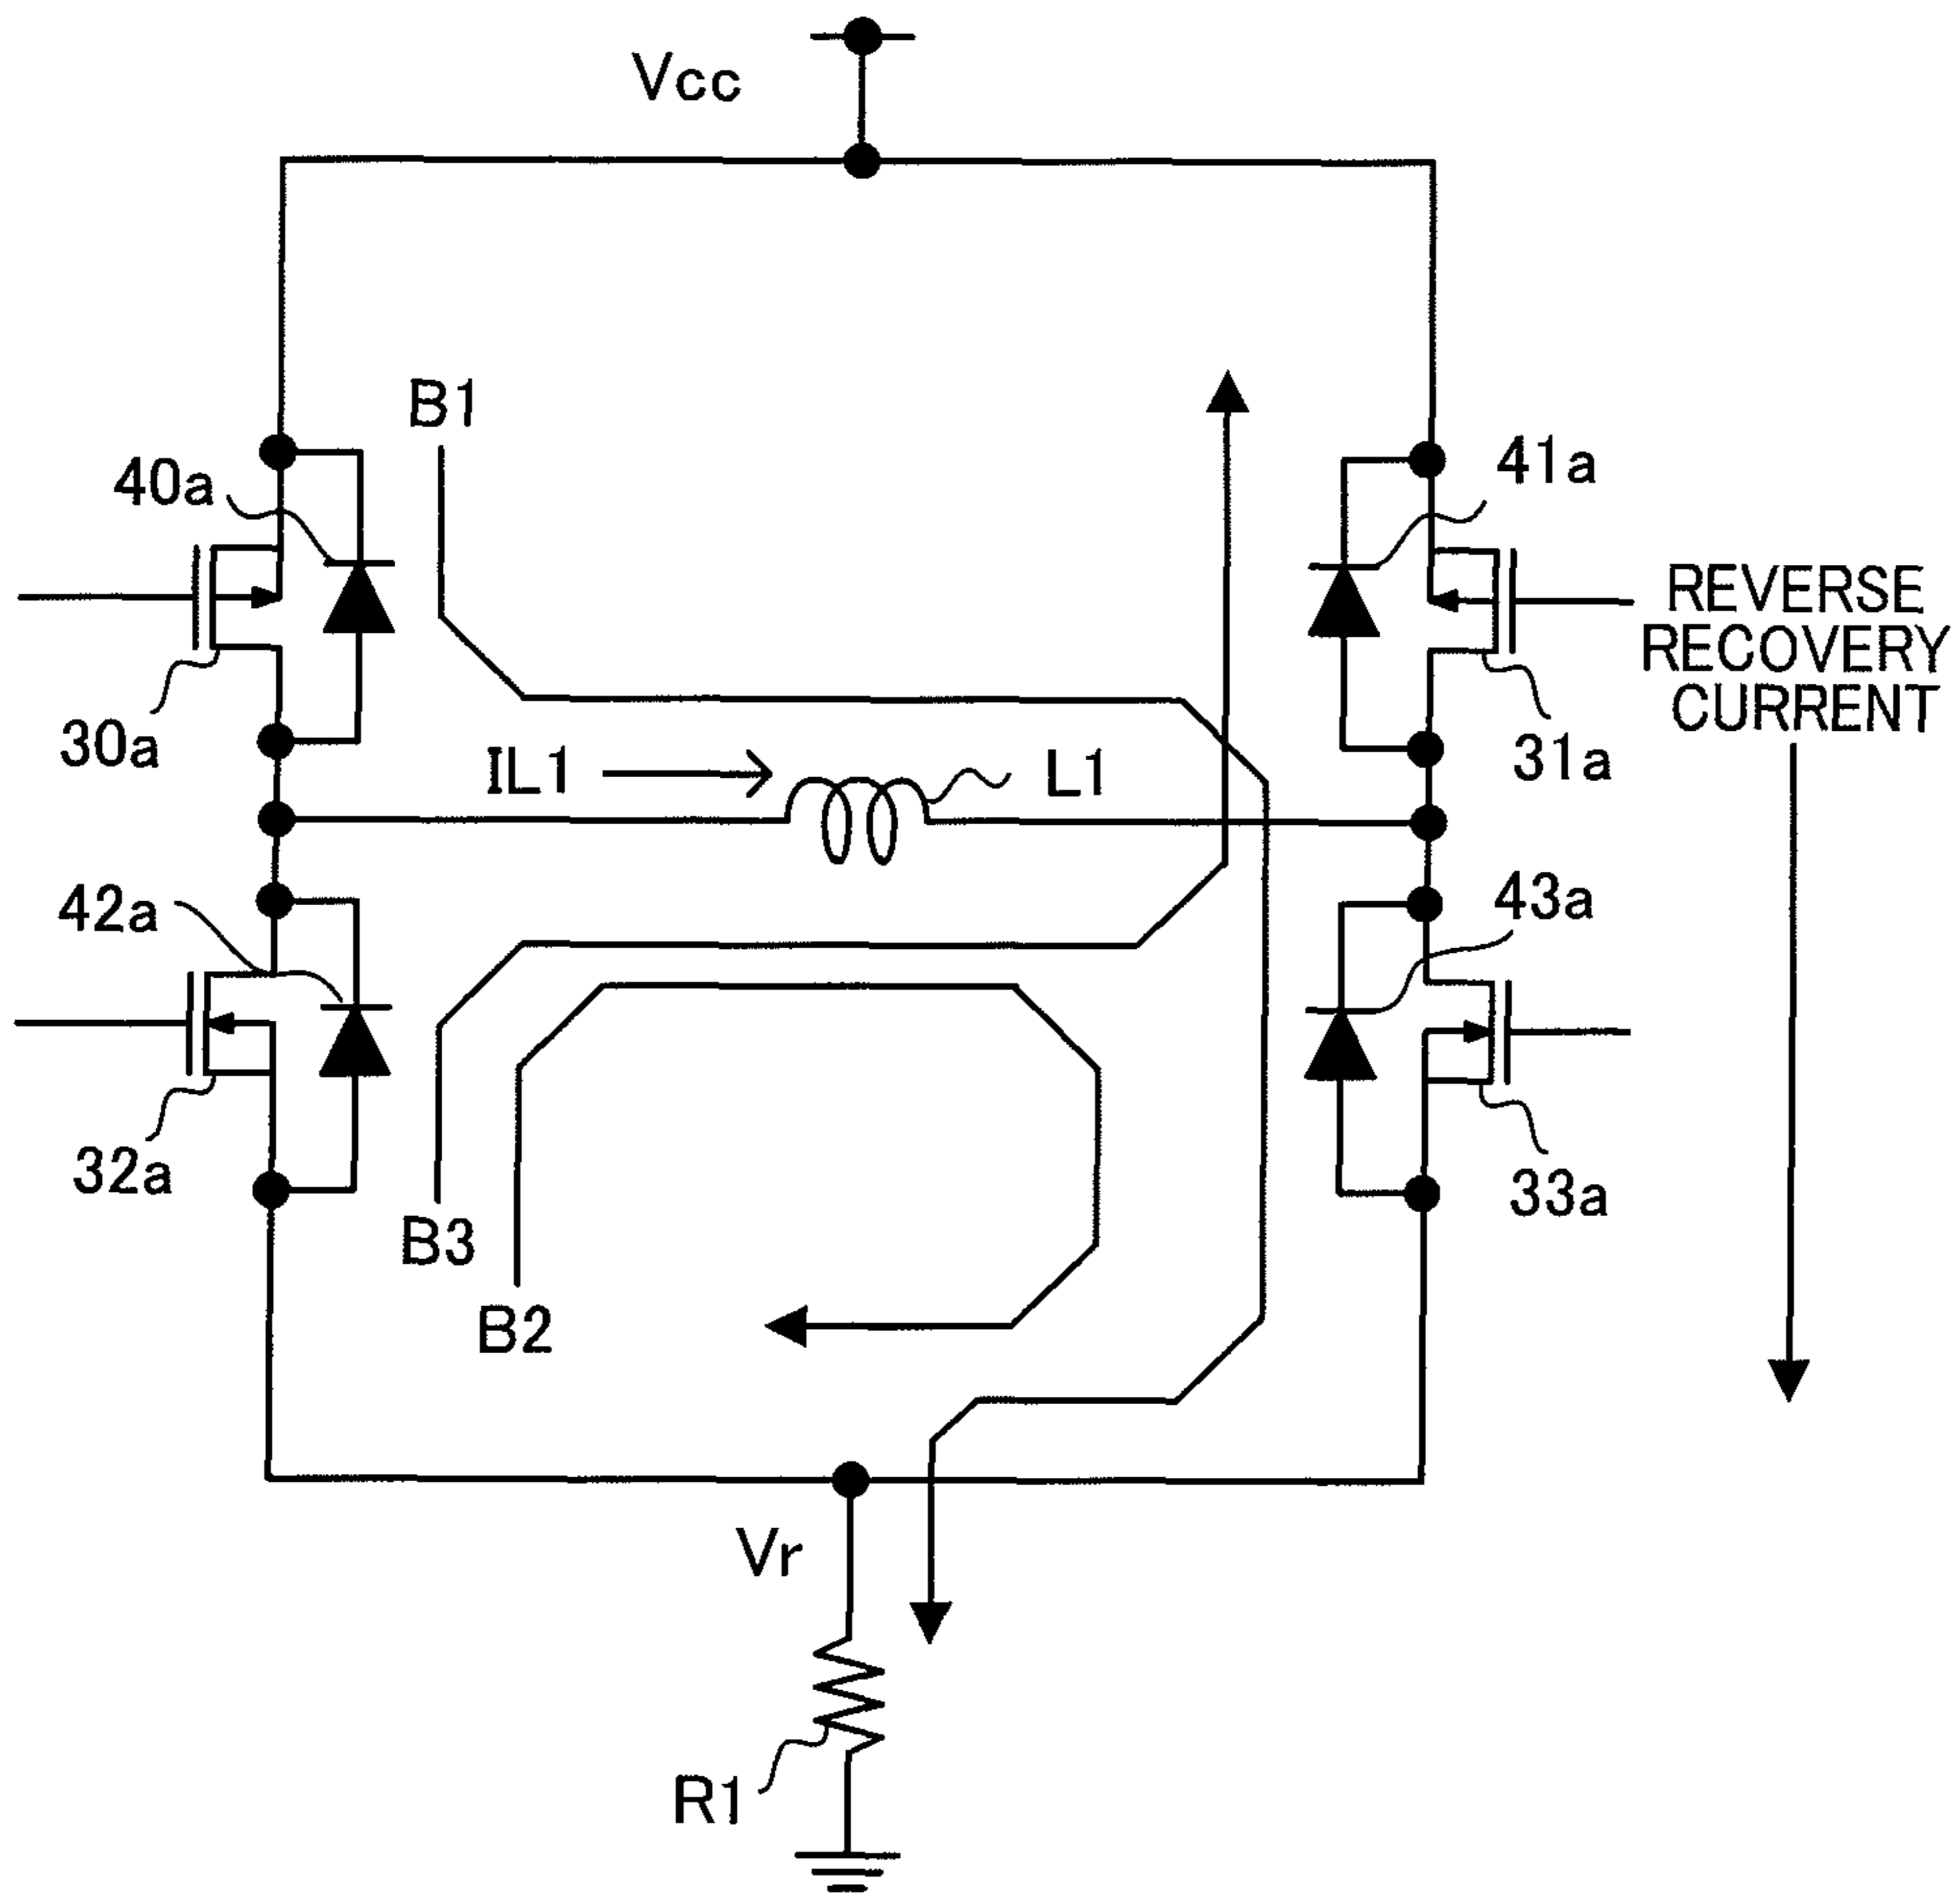 Vcc
B1
40a
41a
REVERSE
RECOVERY
CURRENT
30a
IL1
L1
31a
42a
43a
32a
33a
B3
B2
Vr
R1